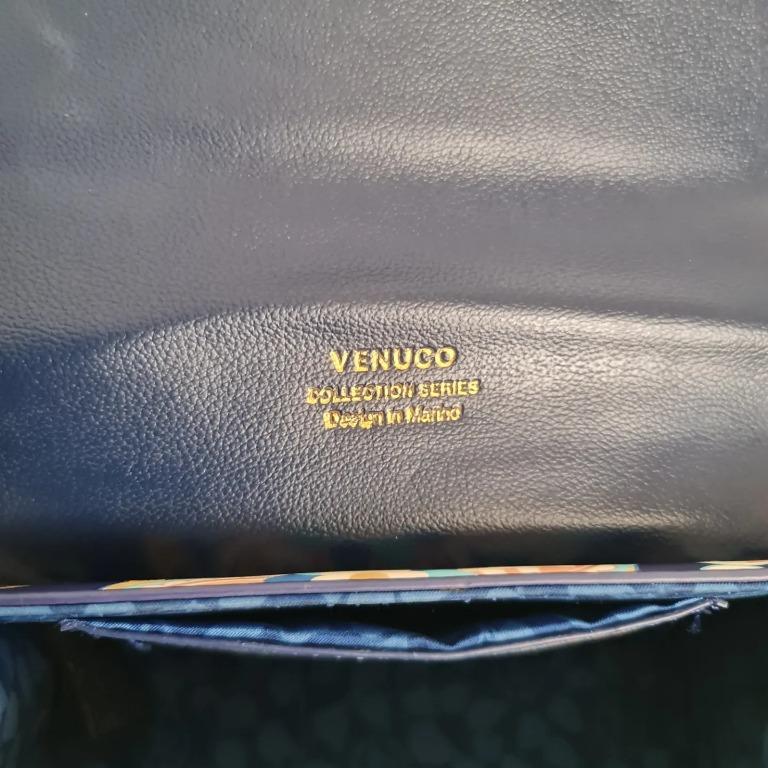 VENUCO
COLLECTION SERIES
Design in Marino